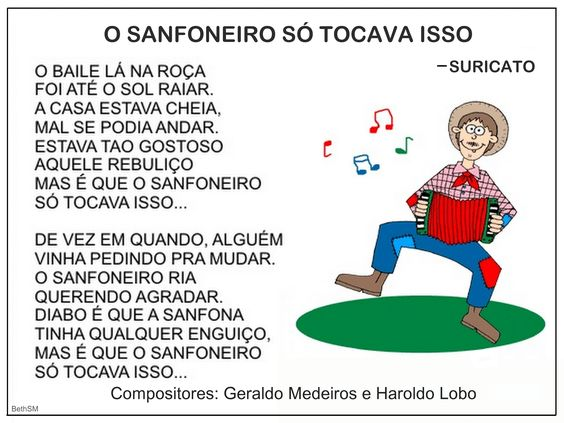 O SANFONEIRO SÓ TOCAVA ISSO
–SURICATO
O BAILE LÁ NA ROÇA
FOI ATÉ O SOL RAIAR.
A CASA ESTAVA CHEIA,
MAL SE PODIA ANDAR.
ESTAVA TAO GOSTOSO
AQUELE REBULIÇO
MAS É QUE O SANFONEIRO
SÓ TOCAVA ISSO...
DE VEZ EM QUANDO, ALGUÉM
VINHA PEDINDO PRA MUDAR.
O SANFONEIRO RIA
QUERENDO AGRADAR.
DIABO É QUE A SANFONA
TINHA QUALQUER ENGUIÇO,
MAS É QUE O SANFONEIRO
SÓ TOCAVA ISSO...
Compositores: Geraldo Medeiros e Haroldo Lobo
BethSM